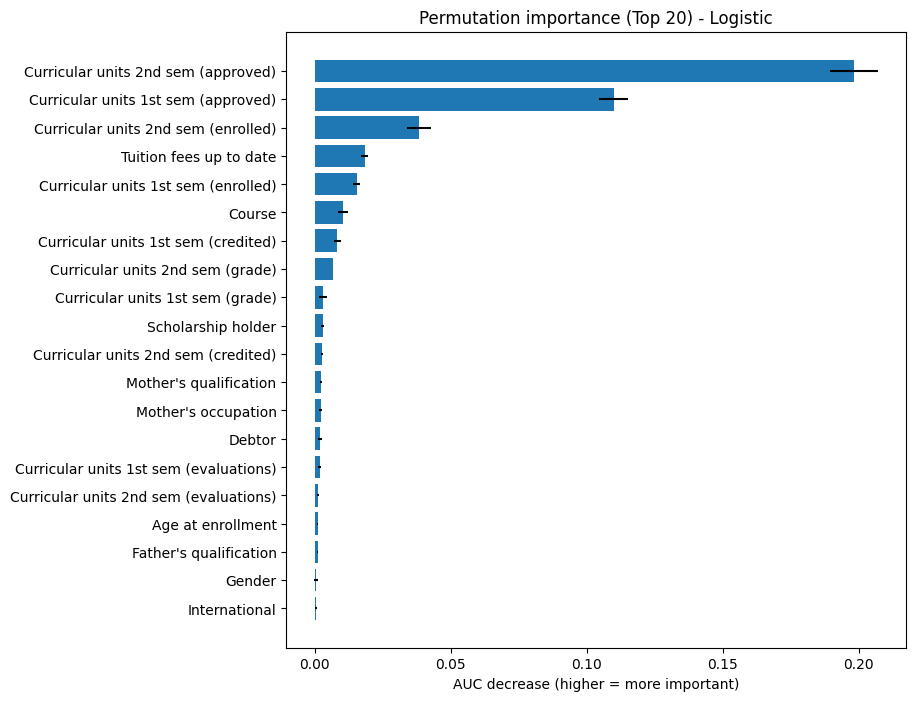 Permutation importance (Top 20) - Logistic
Curricular units 2nd sem (approved)
Curricular units 1st sem (approved)
Curricular units 2nd sem (enrolled)
Tuition fees up to date
Curricular units 1st sem (enrolled)
Course
Curricular units 1st sem (credited)
Curricular units 2nd sem (grade)
Curricular units 1st sem (grade)
Scholarship holder
Curricular units 2nd sem (credited)
Mother's qualification
Mother's occupation
Debtor
Curricular units 1st sem (evaluations)
Curricular units 2nd sem (evaluations)
Age at enrollment
Father's qualification
Gender
International
0.00 0.05 0.10 0.15 0.20
AUC decrease (higher = more important)